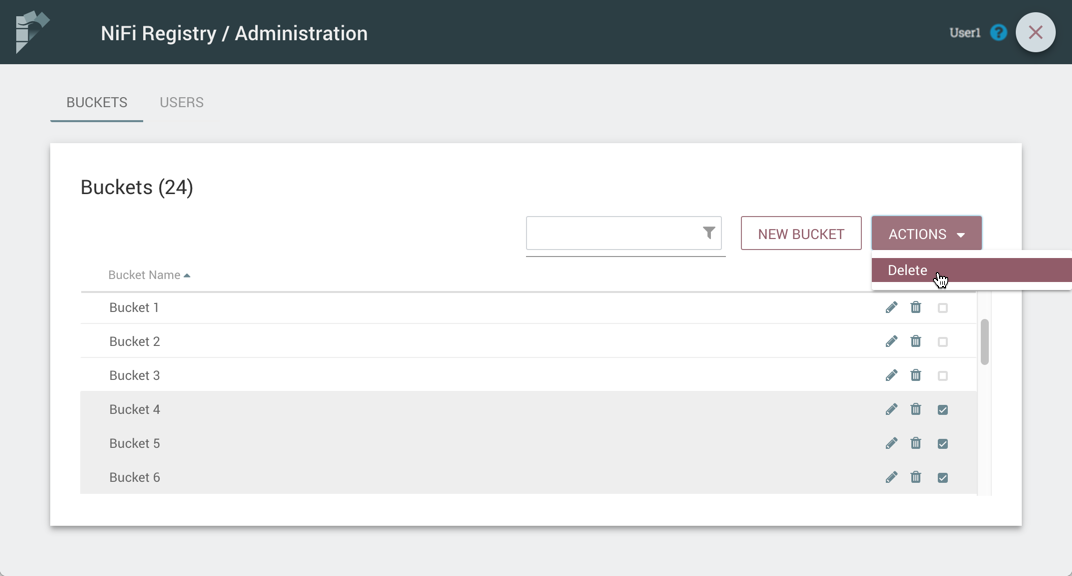 NiFi Registry / Administration
User1
?
BUCKETS
USERS
Buckets (24)
NEW BUCKET
ACTIONS
Delete
Bucket Name
Bucket 1
Bucket 2
Bucket 3
Bucket 4
Bucket 5
Bucket 6